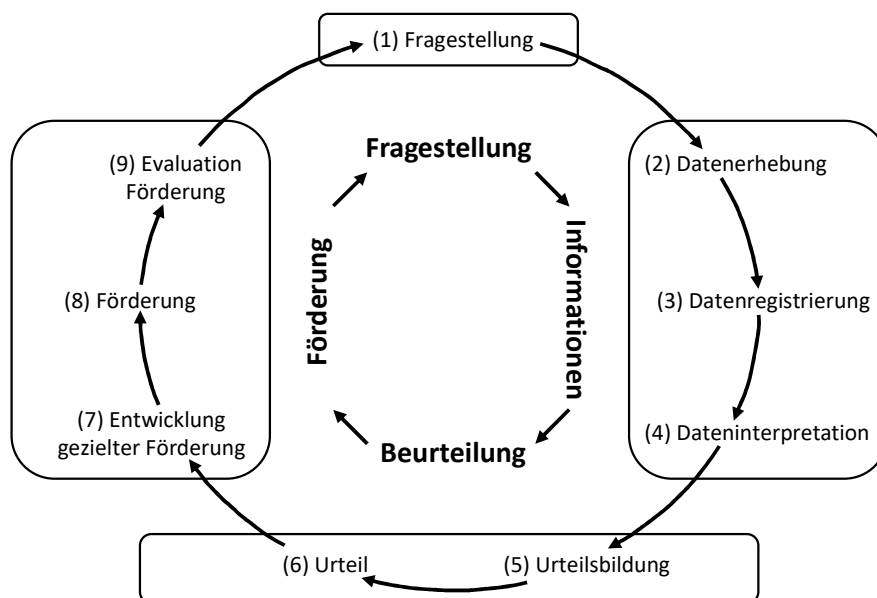 (1) Fragestellung
(2) Datenerhebung
(3) Datenregistrierung
(4) Dateninterpretation
(5) Urteilsbildung
(6) Urteil
(7) Entwicklung
gezielter Förderung
(8) Förderung
(9) Evaluation
Förderung
Fragestellung
Informationen
Beurteilung
Förderung